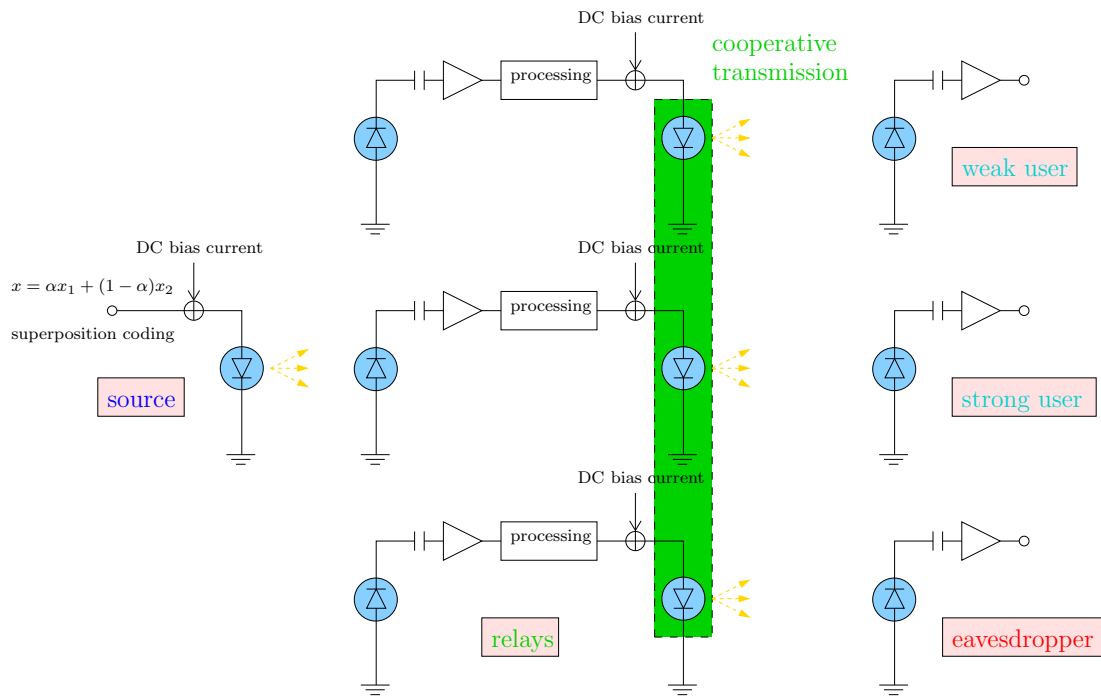 DC bias current
cooperative
transmission
processing
weak user
DC bias current
DC bias current
x = αx₁ + (1 − α)x₂
processing
superposition coding
source
strong user
DC bias current
processing
relays
eavesdropper